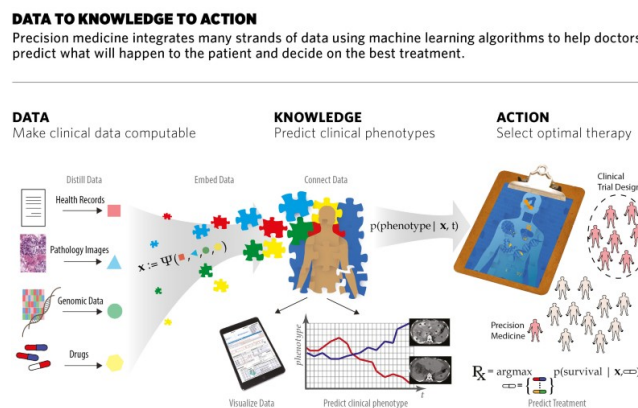 DATA TO KNOWLEDGE TO ACTION
Precision medicine integrates many strands of data using machine learning algorithms to help doctors
predict what will happen to the patient and decide on the best treatment.
DATA
Make clinical data computable
KNOWLEDGE
Predict clinical phenotypes
ACTION
Select optimal therapy
Distill Data
Embed Data
Connect Data
Health Records
Pathology Images
Genomic Data
Drugs
x := Ψ( , , , )
p(phenotype | x, t)
Clinical
Trial Design
Precision
Medicine
phenotype
t
Visualize Data
Predict clinical phenotype
℞ = argmax p(survival | x, )
= { }
Predict Treatment